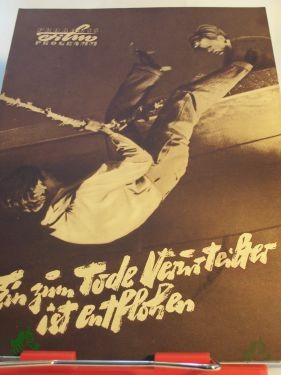 Film
PROGRAMM
Ein zum Tode Verurteilter
ist entflohen